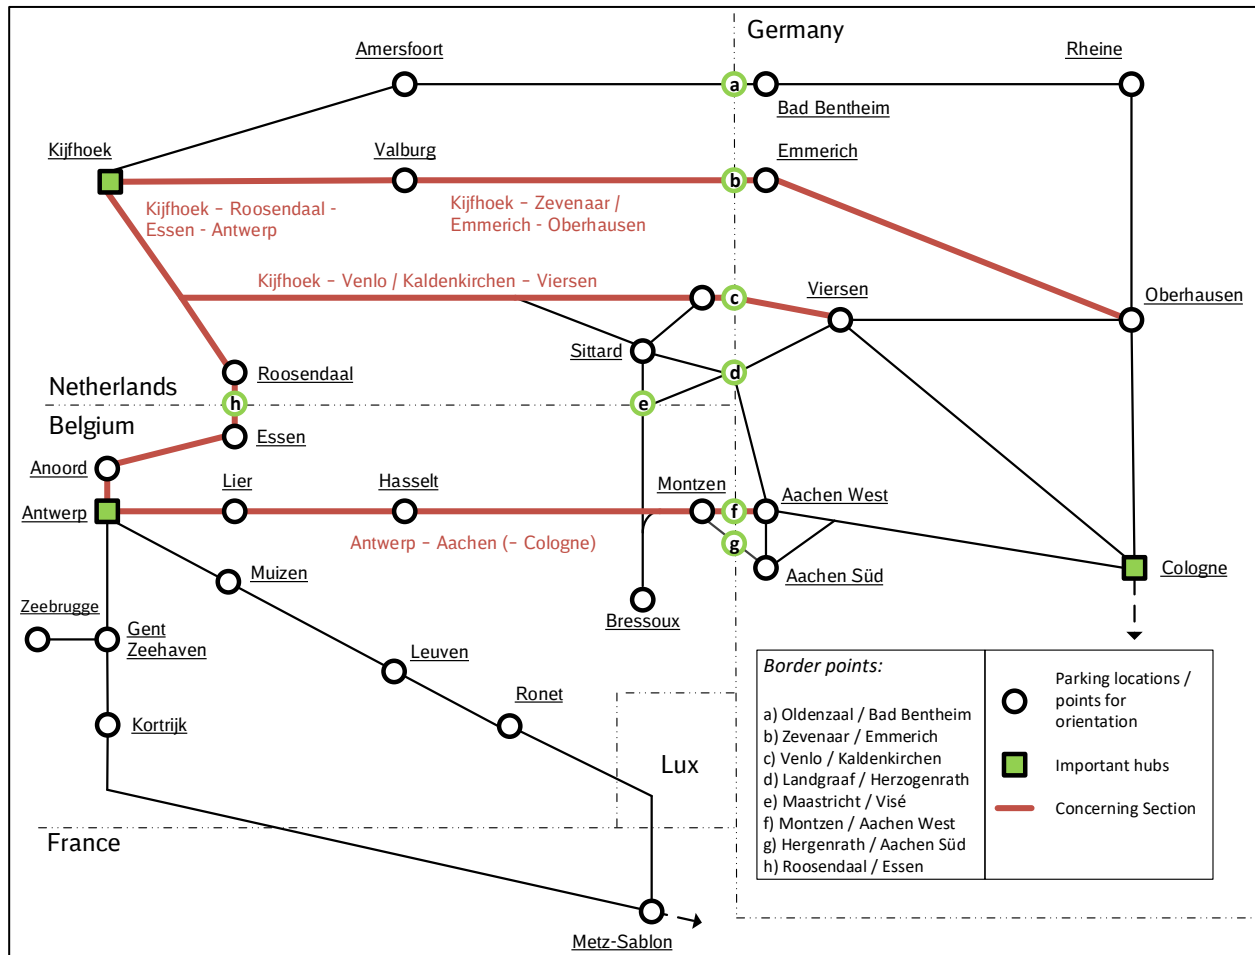 Germany
Amersfoort
Rheine
a
Bad Bentheim
Kijfhoek
Valburg
Emmerich
b
Kijfhoek – Roosendaal -
Essen - Antwerp
Kijfhoek – Zevenaar /
Emmerich - Oberhausen
Kijfhoek – Venlo / Kaldenkirchen – Viersen
c
Viersen
Oberhausen
Sittard
d
Roosendaal
Netherlands
h
e
Belgium
Essen
Anoord
Lier
Hasselt
Montzen
Aachen West
Antwerp
f
Antwerp – Aachen (– Cologne)
g
Aachen Süd
Cologne
Muizen
Zeebrugge
Bressoux
Gent
Zeehaven
Leuven
Ronet
Kortrijk
Lux
France
Metz-Sablon
Border points:
a) Oldenzaal / Bad Bentheim
b) Zevenaar / Emmerich
c) Venlo / Kaldenkirchen
d) Landgraaf / Herzogenrath
e) Maastricht / Visé
f) Montzen / Aachen West
g) Hergenrath / Aachen Süd
h) Roosendaal / Essen
Parking locations /
points for
orientation
Important hubs
Concerning Section